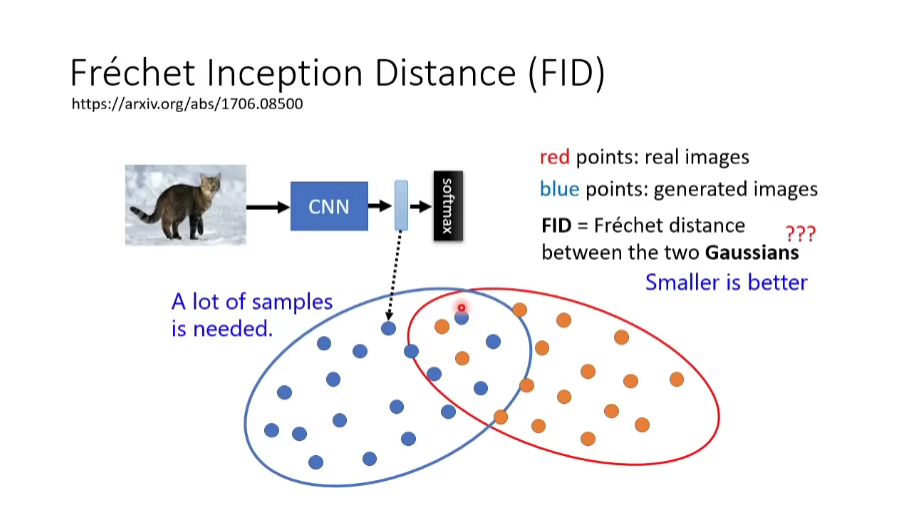 Fréchet Inception Distance (FID)
https://arxiv.org/abs/1706.08500
CNN
softmax
red points: real images
blue points: generated images
FID = Fréchet distance
between the two Gaussians
???
Smaller is better
A lot of samples
is needed.